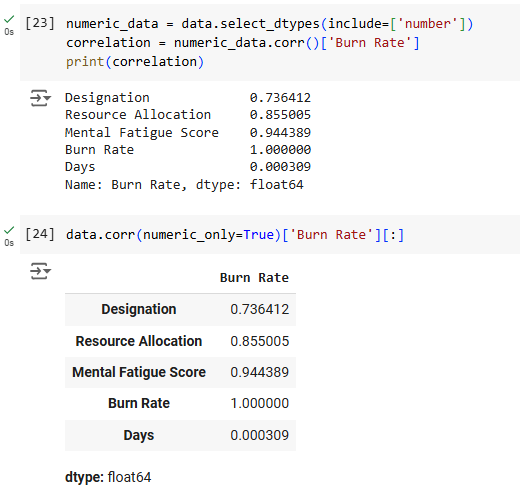 [23] numeric_data = data.select_dtypes(include=['number'])
correlation = numeric_data.corr()['Burn Rate']
print(correlation)
0s
Designation 0.736412
Resource Allocation 0.855005
Mental Fatigue Score 0.944389
Burn Rate 1.000000
Days 0.000309
Name: Burn Rate, dtype: float64
[24] data.corr(numeric_only=True)['Burn Rate'][:]
0s
Burn Rate
Designation 0.736412
Resource Allocation 0.855005
Mental Fatigue Score 0.944389
Burn Rate 1.000000
Days 0.000309
dtype: float64